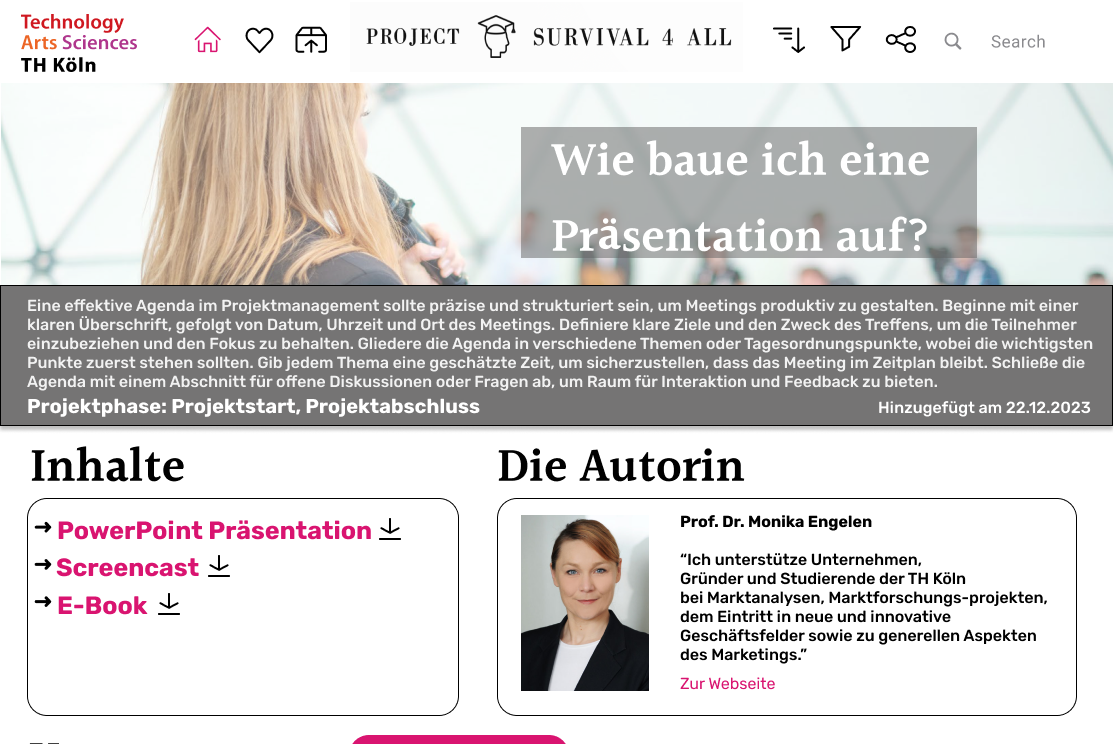 Technology
Arts Sciences
TH Köln
PROJECT SURVIVAL 4 ALL
Search
Wie baue ich eine
Präsentation auf?
Eine effektive Agenda im Projektmanagement sollte präzise und strukturiert sein, um Meetings produktiv zu gestalten. Beginne mit einer
klaren Überschrift, gefolgt von Datum, Uhrzeit und Ort des Meetings. Definiere klare Ziele und den Zweck des Treffens, um die Teilnehmer
einzubeziehen und den Fokus zu behalten. Gliedere die Agenda in verschiedene Themen oder Tagesordnungspunkte, wobei die wichtigsten
Punkte zuerst stehen sollten. Gib jedem Thema eine geschätzte Zeit, um sicherzustellen, dass das Meeting im Zeitplan bleibt. Schließe die
Agenda mit einem Abschnitt für offene Diskussionen oder Fragen ab, um Raum für Interaktion und Feedback zu bieten.
Projektphase: Projektstart, Projektabschluss
Hinzugefügt am 22.12.2023
Inhalte
PowerPoint Präsentation
Screencast
E-Book
Die Autorin
Prof. Dr. Monika Engelen
“Ich unterstütze Unternehmen,
Gründer und Studierende der TH Köln
bei Marktanalysen, Marktforschungs-projekten,
dem Eintritt in neue und innovative
Geschäftsfelder sowie zu generellen Aspekten
des Marketings.”
Zur Webseite